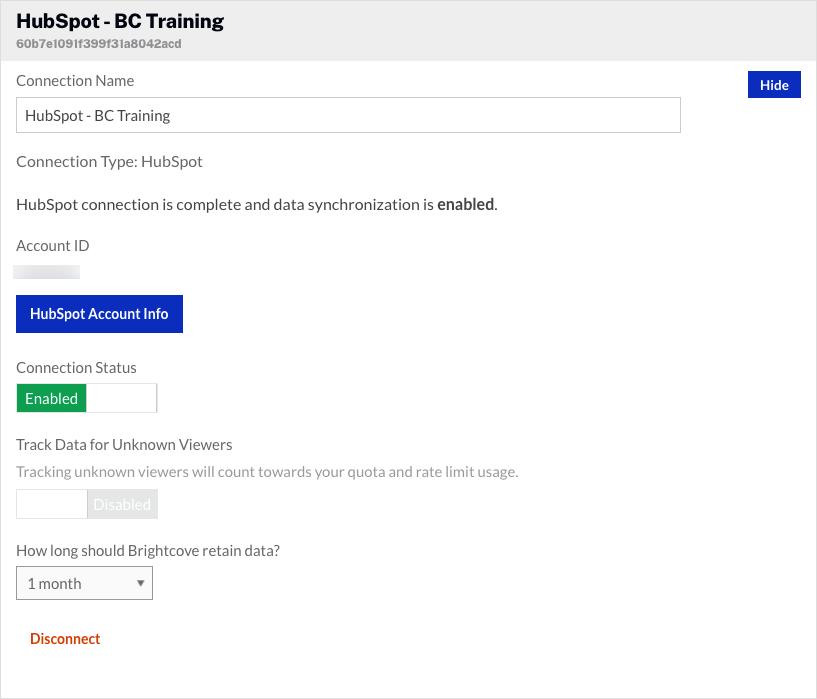 HubSpot - BC Training
60b7e1091f399f31a8042acd
Connection Name
Hide
HubSpot - BC Training
Connection Type: HubSpot
HubSpot connection is complete and data synchronization is enabled.
Account ID
HubSpot Account Info
Connection Status
Enabled
Track Data for Unknown Viewers
Tracking unknown viewers will count towards your quota and rate limit usage.
Disabled
How long should Brightcove retain data?
1 month
Disconnect